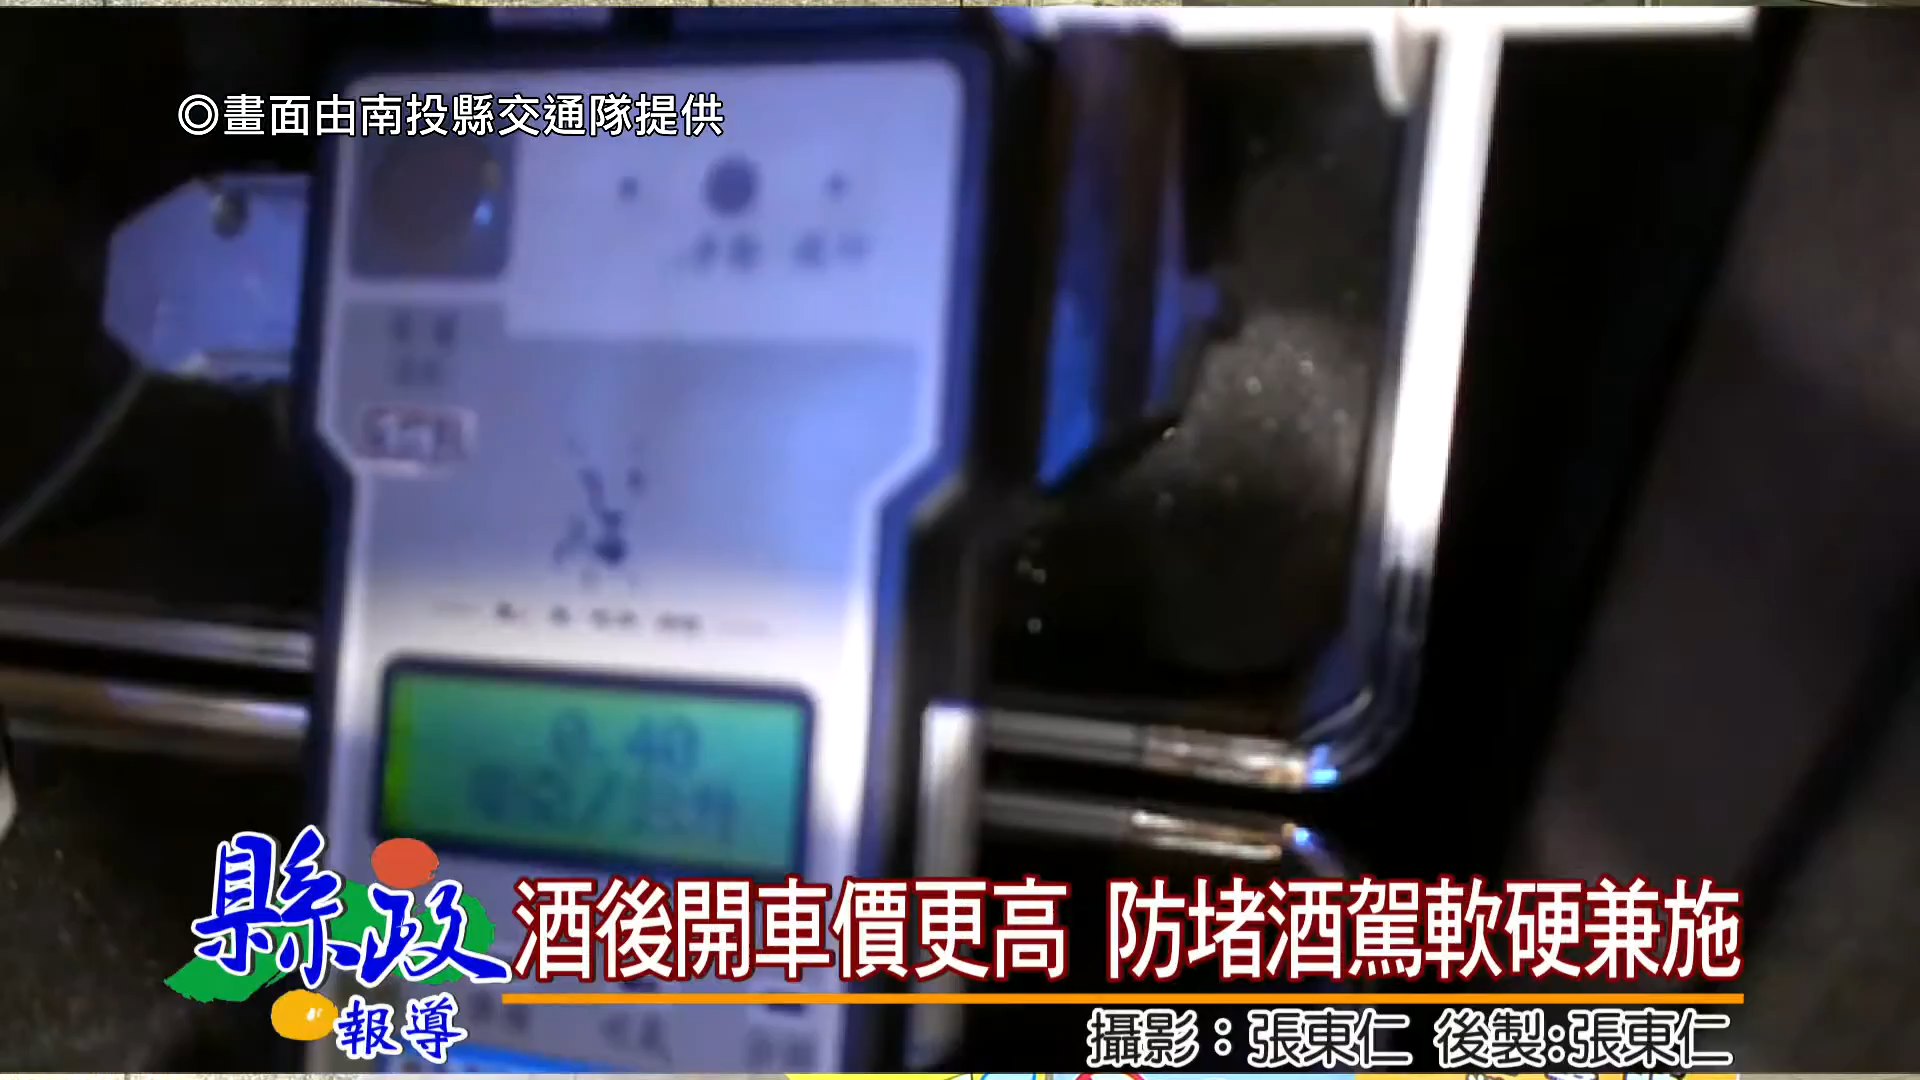 ◎畫面由南投縣交通隊提供
0.40
縣政
報導
酒後開車價更高 防堵酒駕軟硬兼施
攝影：張東仁 後製:張東仁